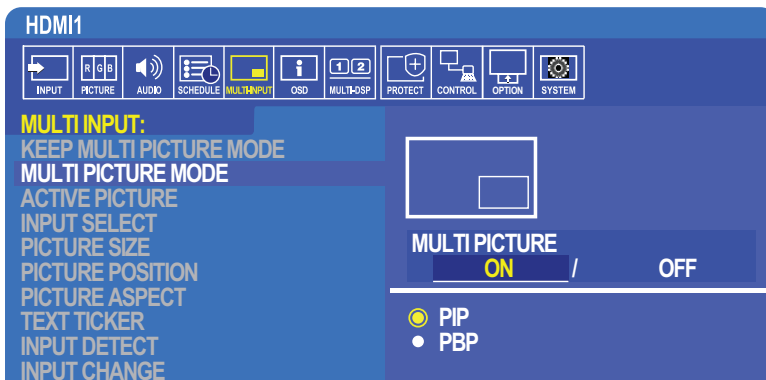 HDMI1
R G B 1 2
INPUT PICTURE AUDIO SCHEDULE MULTI-INPUT OSD MULTI-DSP PROTECT CONTROL OPTION SYSTEM
MULTI INPUT:
KEEP MULTI PICTURE MODE
MULTI PICTURE MODE
ACTIVE PICTURE
INPUT SELECT
PICTURE SIZE
PICTURE POSITION
PICTURE ASPECT
TEXT TICKER
INPUT DETECT
INPUT CHANGE
MULTI PICTURE
ON / OFF
PIP
PBP